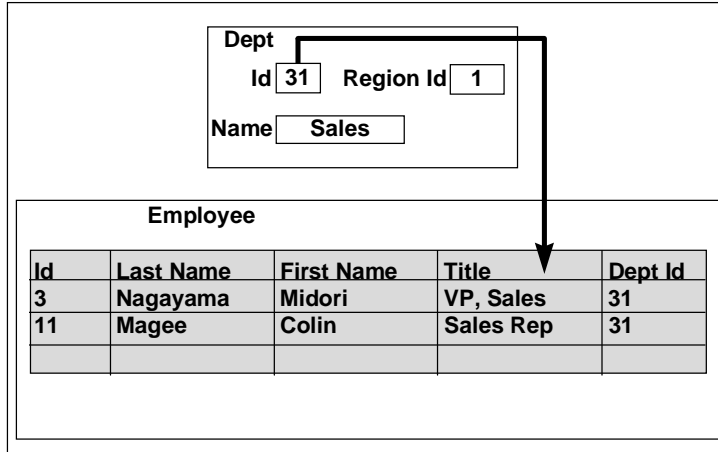 Dept
Id 31 Region Id 1
Name Sales
Employee
Id Last Name First Name Title Dept Id
3 Nagayama Midori VP, Sales 31
11 Magee Colin Sales Rep 31